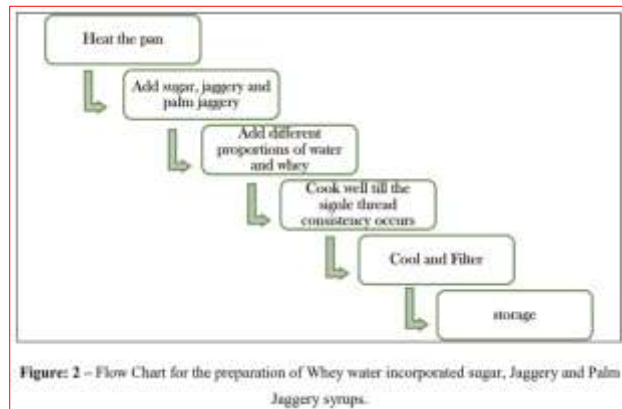 Heat the pan
Add sugar, jaggery and
palm jaggery
Add different
proportions of water
and whey
Cook well till the
sigole thread
consistency occurs
Cool and Filter
storage
Figure: 2 – Flow Chart for the preparation of Whey water incorporated sugar, Jaggery and Palm
Jaggery syrups.